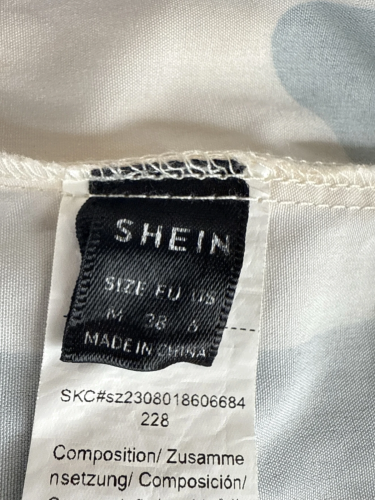 SHEIN
SIZE EU US
M 38 6
MADE IN CHINA
SKC#sz2308018606684
228
Composition/ Zusamme
nsetzung/ Composición/